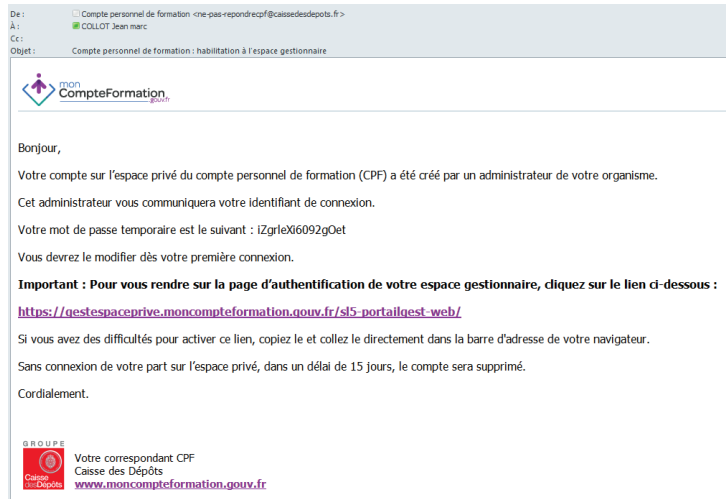 De : Compte personnel de formation <ne-pas-repondrecpf@caissedesdepots.fr>
À : COLLOT Jean marc
Cc :
Objet : Compte personnel de formation : habilitation à l'espace gestionnaire
mon
CompteFormation
.gouv.fr
Bonjour,
Votre compte sur l'espace privé du compte personnel de formation (CPF) a été créé par un administrateur de votre organisme.
Cet administrateur vous communiquera votre identifiant de connexion.
Votre mot de passe temporaire est le suivant : iZgrleXi6092gOet
Vous devrez le modifier dès votre première connexion.
Important : Pour vous rendre sur la page d'authentification de votre espace gestionnaire, cliquez sur le lien ci-dessous :
https://gestespaceprive.moncompteformation.gouv.fr/sl5-portailgest-web/
Si vous avez des difficultés pour activer ce lien, copiez le et collez le directement dans la barre d'adresse de votre navigateur.
Sans connexion de votre part sur l'espace privé, dans un délai de 15 jours, le compte sera supprimé.
Cordialement.
GROUPE
Caisse
desDépôts
Votre correspondant CPF
Caisse des Dépôts
www.moncompteformation.gouv.fr